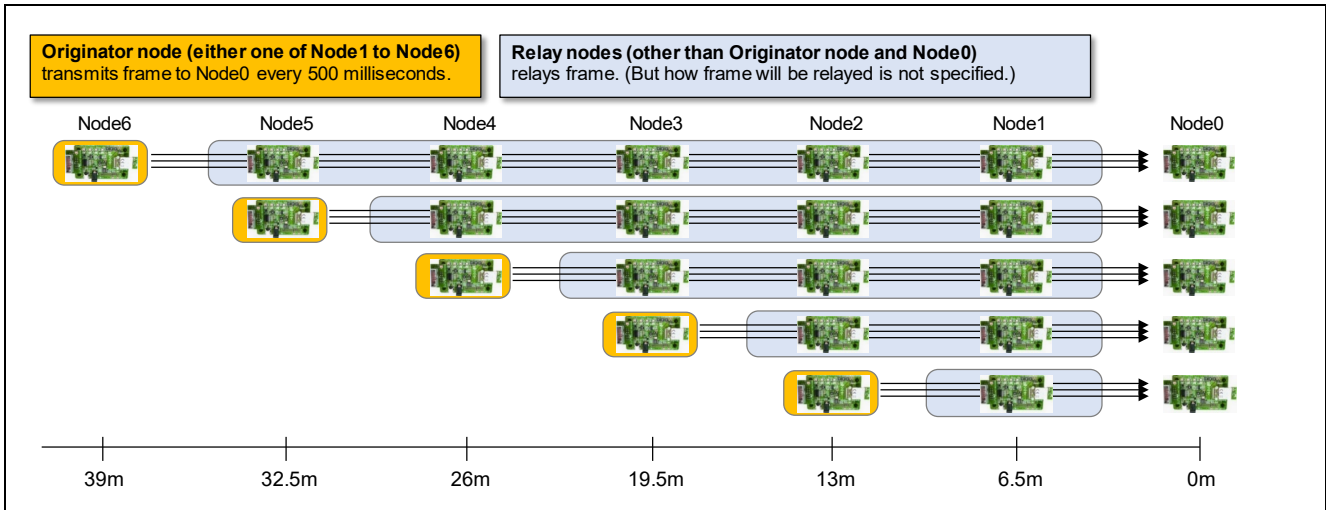 Originator node (either one of Node1 to Node6)
transmits frame to Node0 every 500 milliseconds.
Relay nodes (other than Originator node and Node0)
relays frame. (But how frame will be relayed is not specified.)
Node6 Node5 Node4 Node3 Node2 Node1 Node0
39m 32.5m 26m 19.5m 13m 6.5m 0m